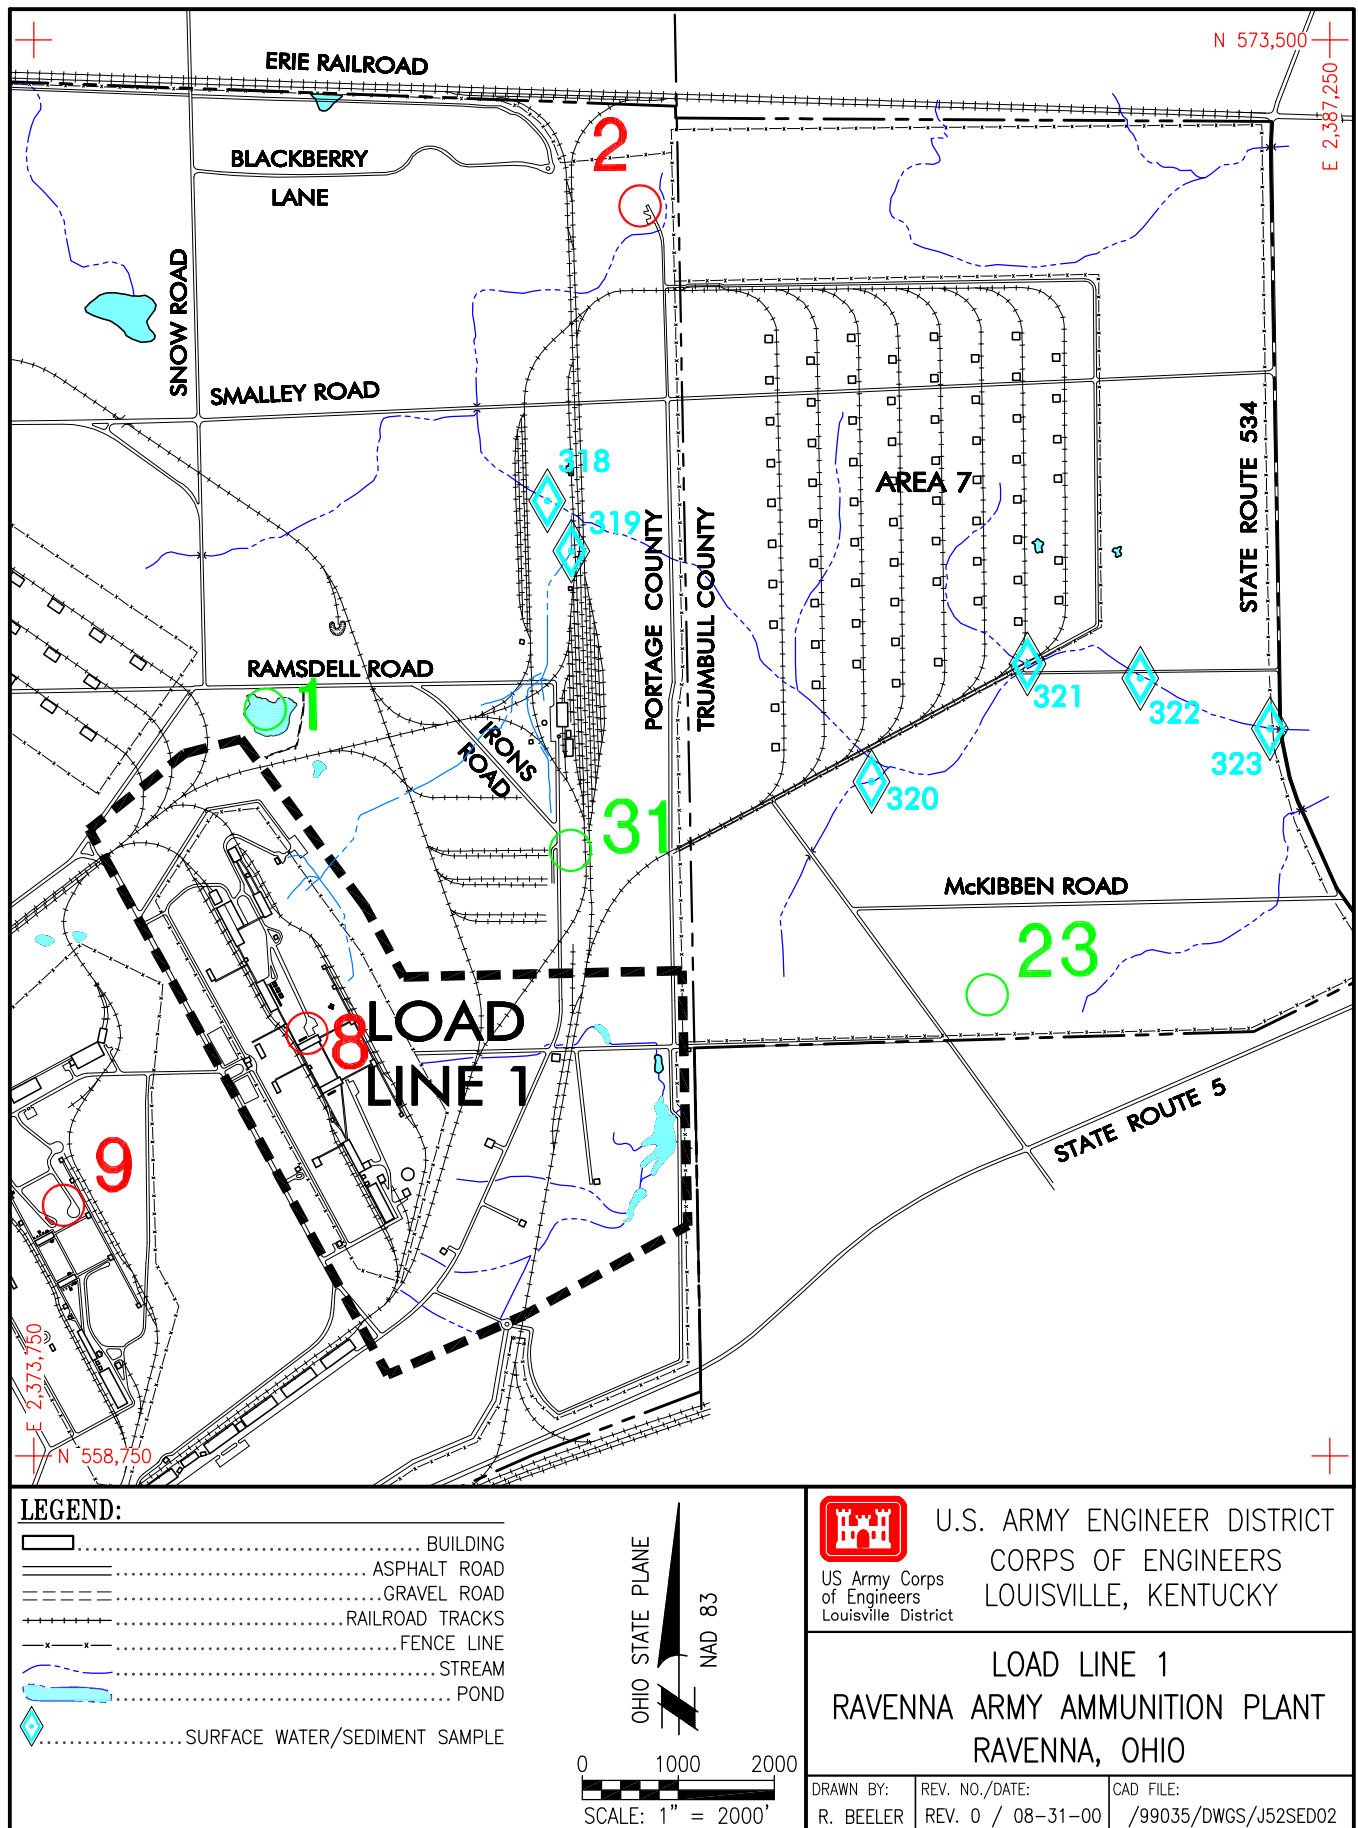 N 573,500
E 2,387,250
ERIE RAILROAD
2
BLACKBERRY
LANE
SNOW ROAD
SMALLEY ROAD
318
319
AREA 7
STATE ROUTE 534
PORTAGE COUNTY
TRUMBULL COUNTY
RAMSDELL ROAD
1
IRONS
ROAD
321
322
323
320
31
McKIBBEN ROAD
23
LOAD
LINE 1
8
STATE ROUTE 5
9
E 2,373,750
N 558,750
LEGEND:
BUILDING
ASPHALT ROAD
GRAVEL ROAD
RAILROAD TRACKS
FENCE LINE
STREAM
POND
SURFACE WATER/SEDIMENT SAMPLE
OHIO STATE PLANE
NAD 83
0 1000 2000
SCALE: 1" = 2000'
US Army Corps
of Engineers
Louisville District
U.S. ARMY ENGINEER DISTRICT
CORPS OF ENGINEERS
LOUISVILLE, KENTUCKY
LOAD LINE 1
RAVENNA ARMY AMMUNITION PLANT
RAVENNA, OHIO
DRAWN BY:
R. BEELER
REV. NO./DATE:
REV. 0 / 08-31-00
CAD FILE:
/99035/DWGS/J52SED02